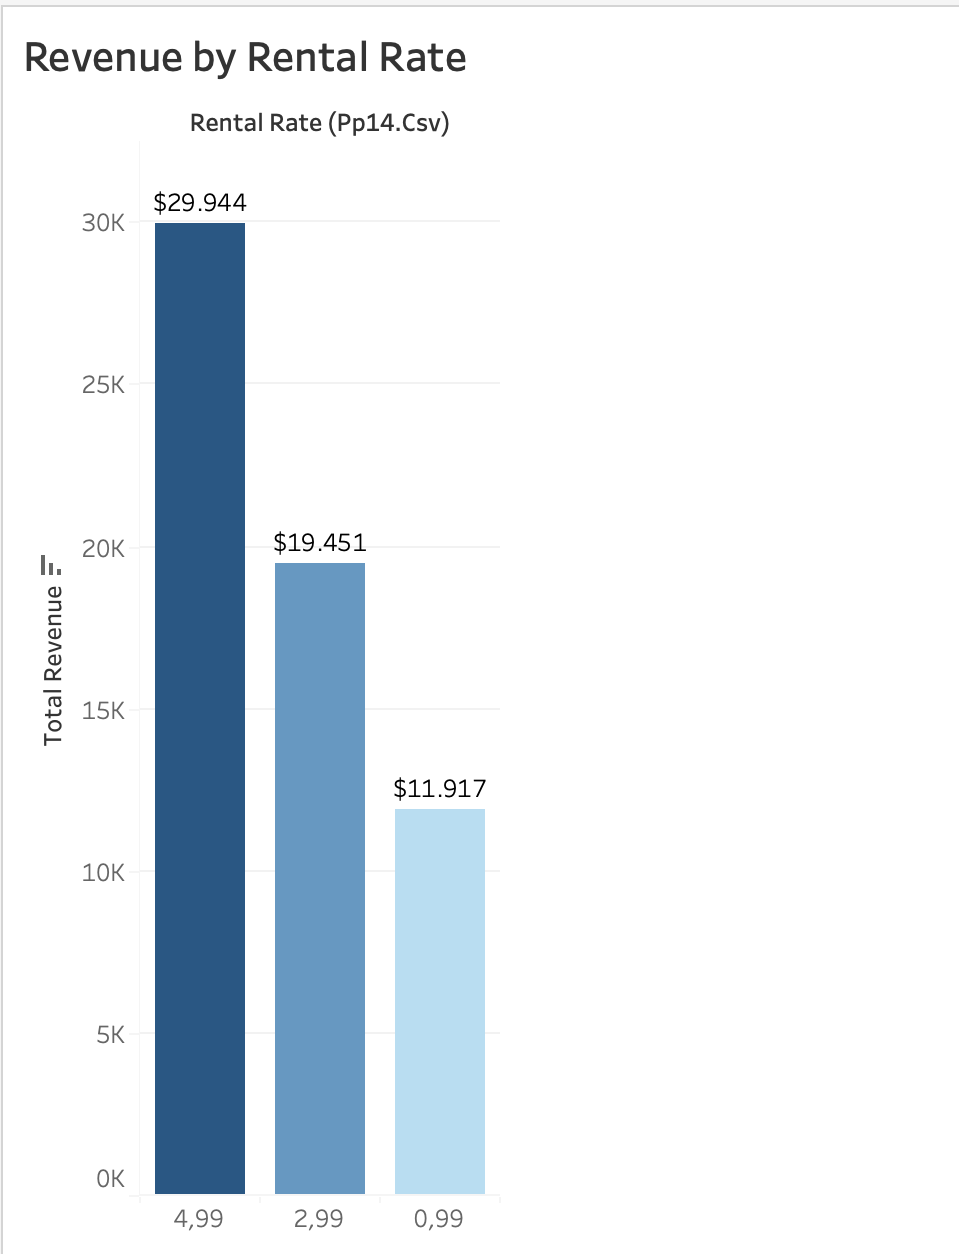 Revenue by Rental Rate
Rental Rate (Pp14.Csv)
$29.944
30K
25K
$19.451
20K
Total Revenue
15K
$11.917
10K
5K
0K
4,99
2,99
0,99